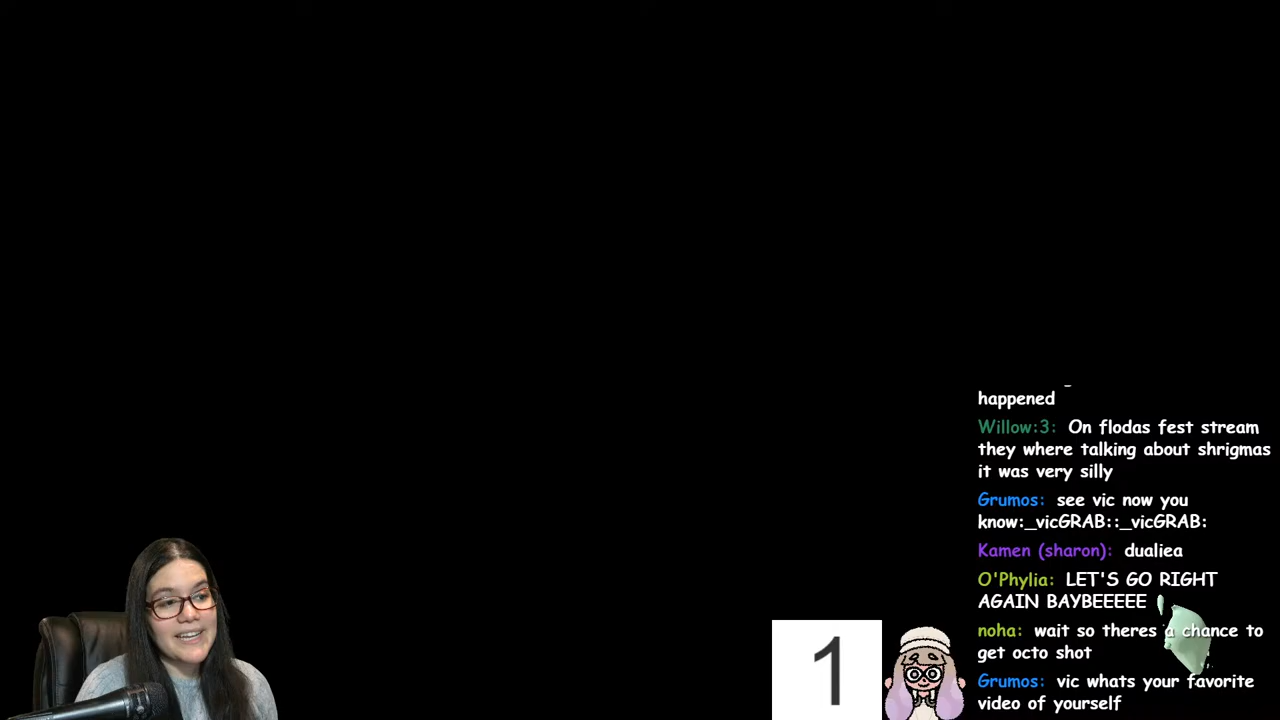 happened
Willow:3: On flodas fest stream
they where talking about shrigmas
it was very silly
Grumos: see vic now you
know:_vicGRAB::_vicGRAB:
Kamen (sharon): dualiea
O'Phylia: LET'S GO RIGHT
AGAIN BAYBEEEEE
noha: wait so theres a chance to
get octo shot
Grumos: vic whats your favorite
video of yourself
1